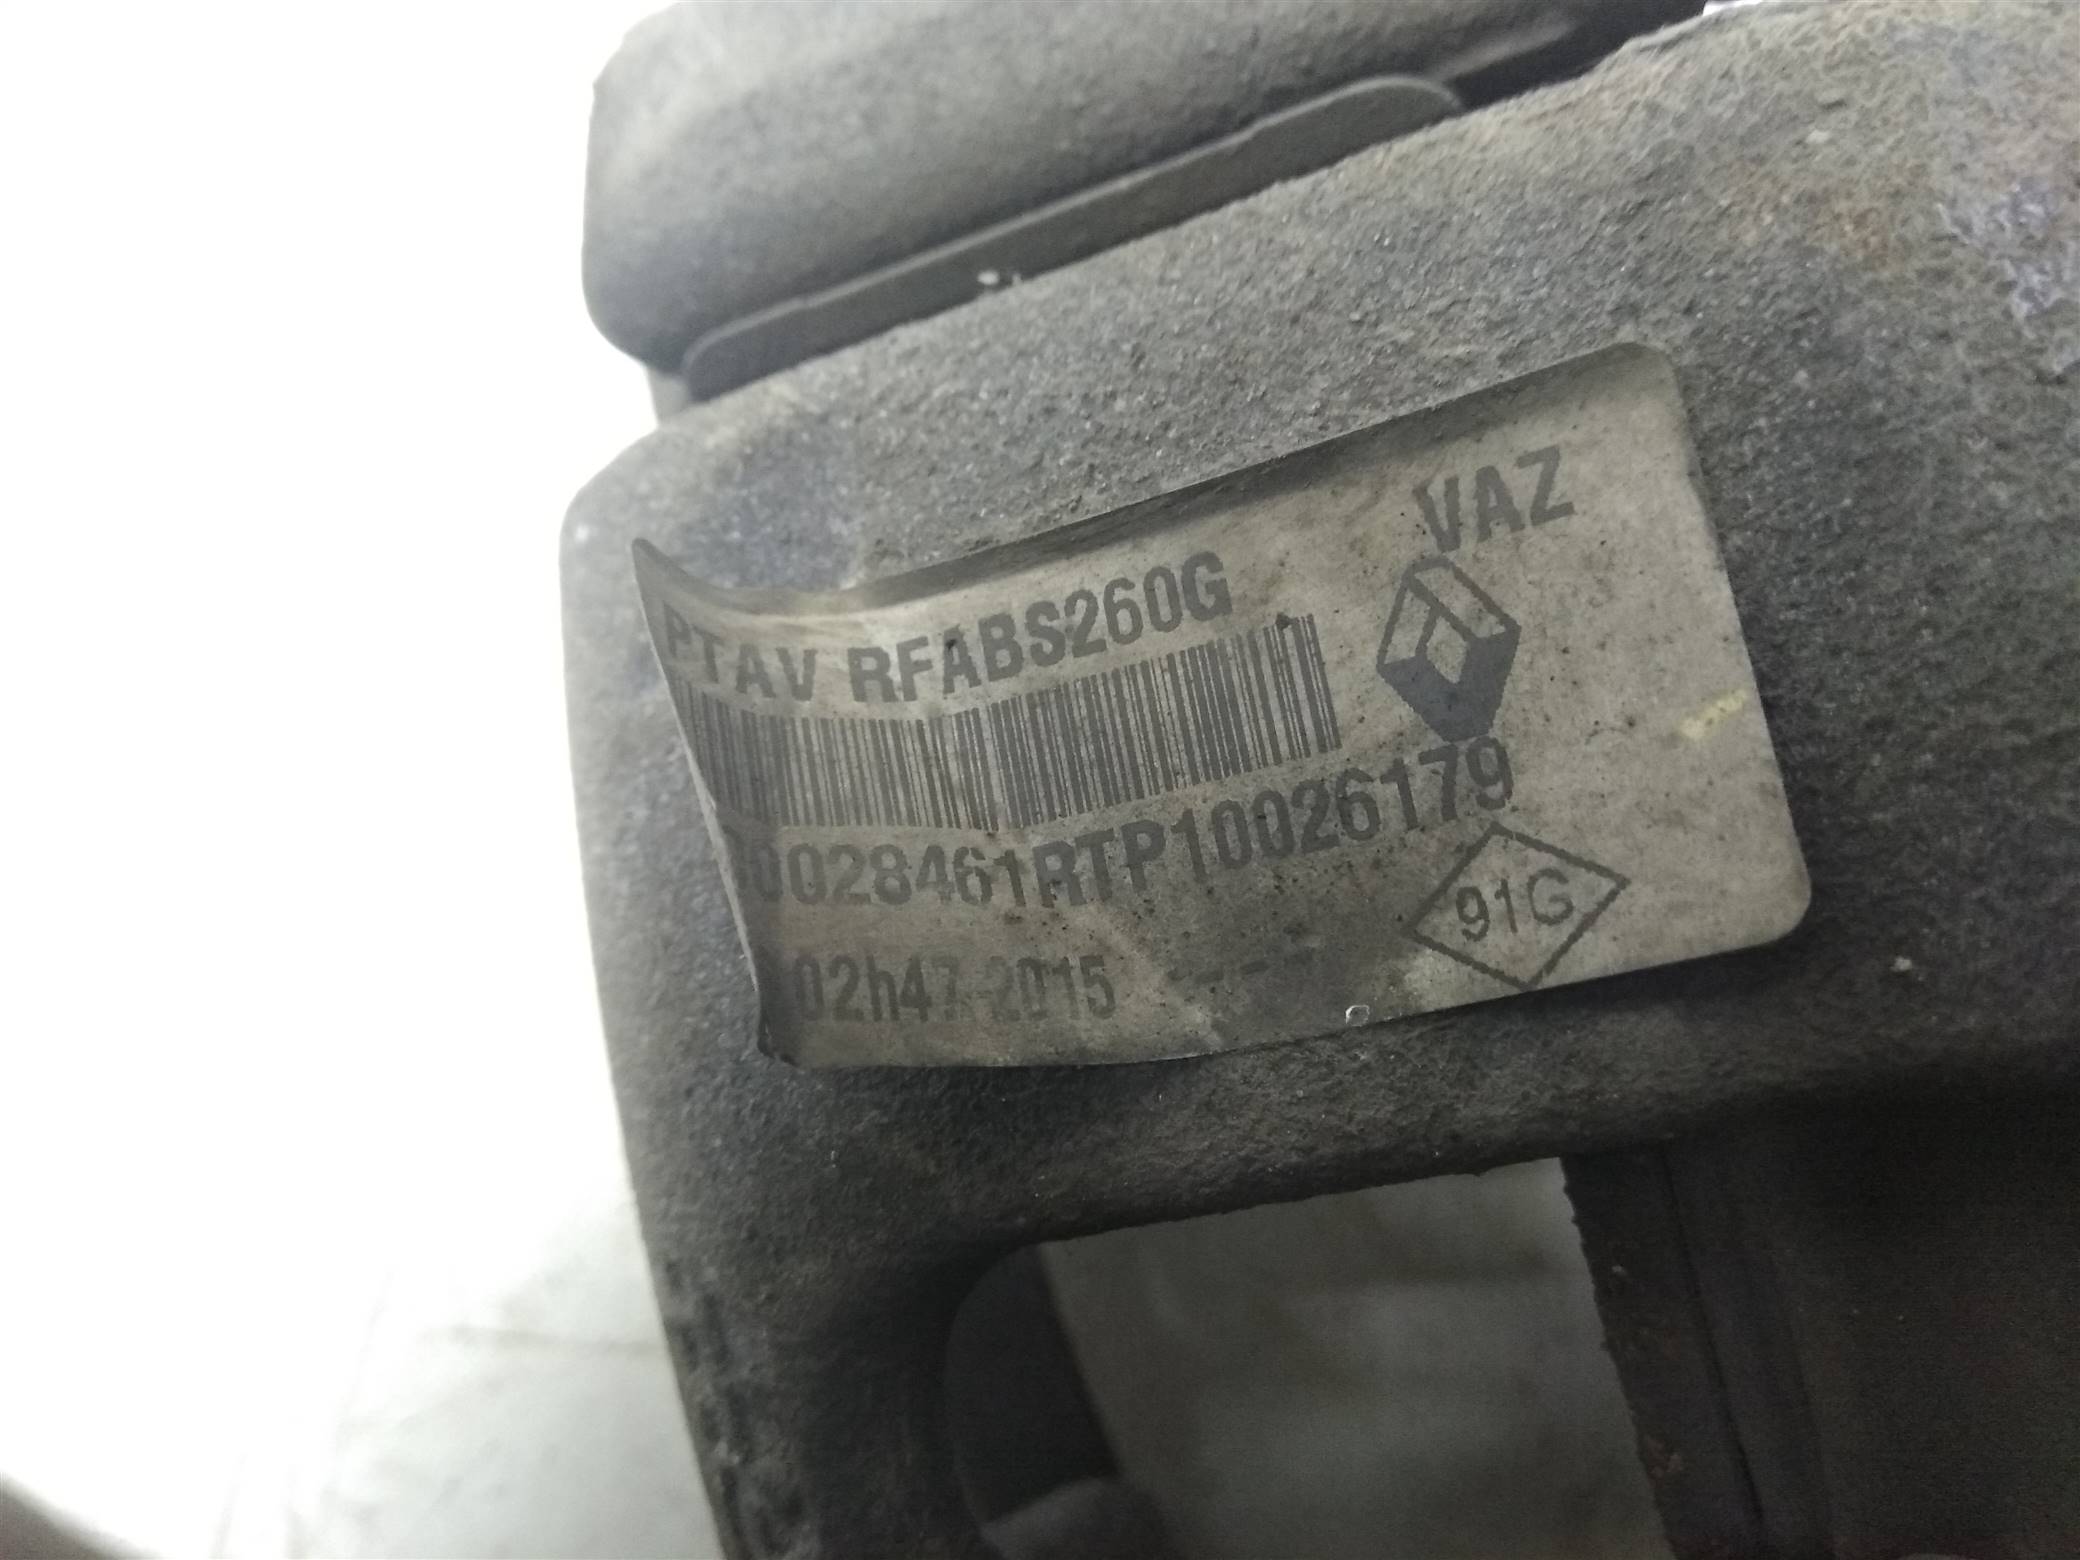 VAZ
PTAV RFABS260G
0028461RTP10026179
91G
02h47-2015